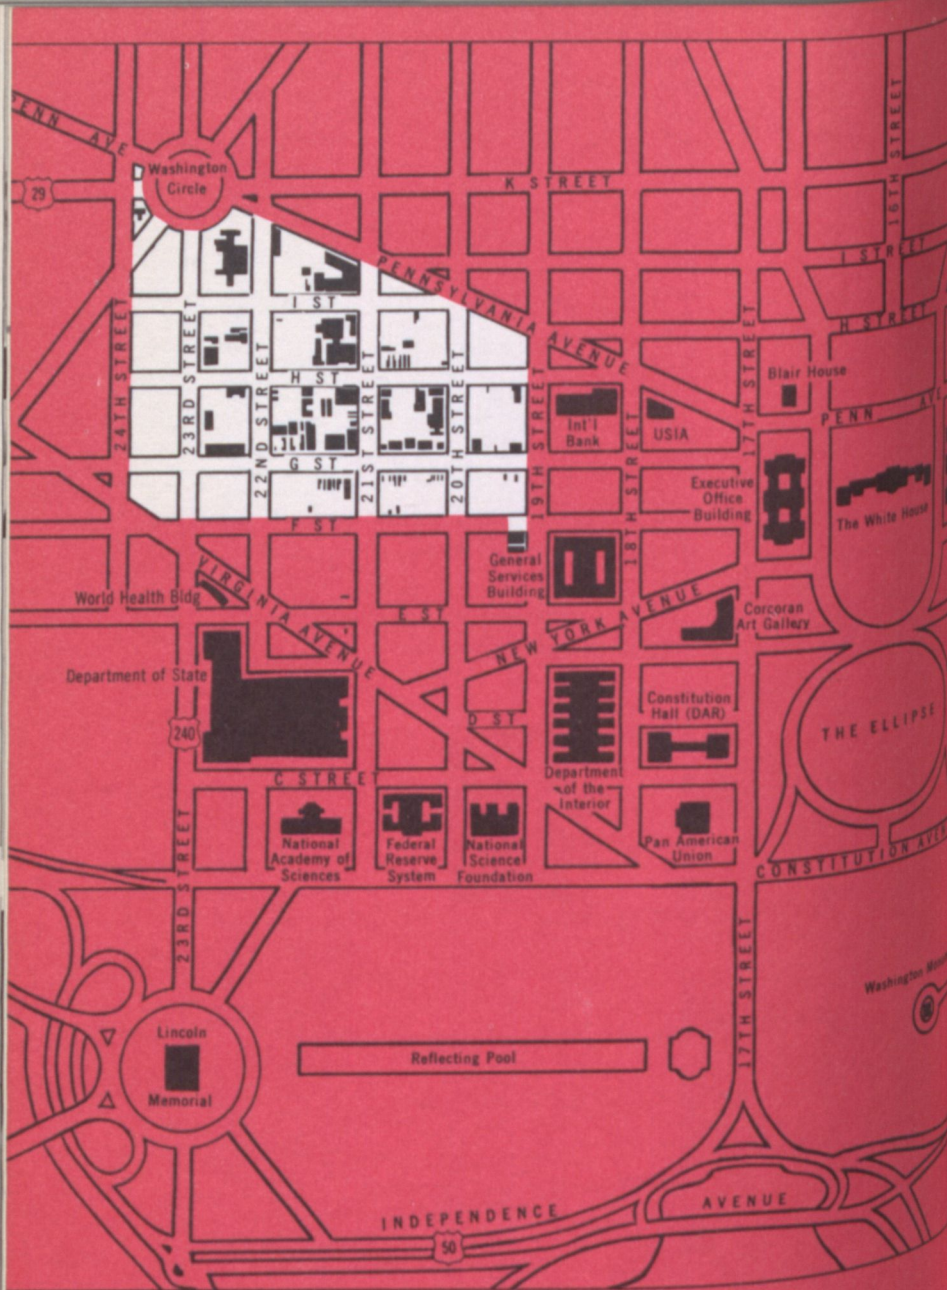 PENN AVE
Washington
Circle
29
K STREET
16TH STREET
I STREET
PENNSYLVANIA AVENUE
I ST
H STREET
24TH STREET
23RD STREET
22ND STREET
21ST STREET
20TH STREET
19TH STREET
18TH STREET
17TH STREET
H ST
Blair House
PENN
Int'l
Bank
USIA
G ST
Executive
Office
Building
The White House
F ST
General
Services
Building
VIRGINIA AVENUE
World Health Bldg
E ST
NEW YORK AVENUE
Corcoran
Art Gallery
Department of State
Constitution
Hall (DAR)
D ST
THE ELLIPSE
240
C STREET
Department
of the
Interior
National
Academy of
Sciences
Federal
Reserve
System
National
Science
Foundation
Pan American
Union
CONSTITUTION AVE
23RD STREET
17TH STREET
Washington
Lincoln
Memorial
Reflecting Pool
INDEPENDENCE AVENUE
50